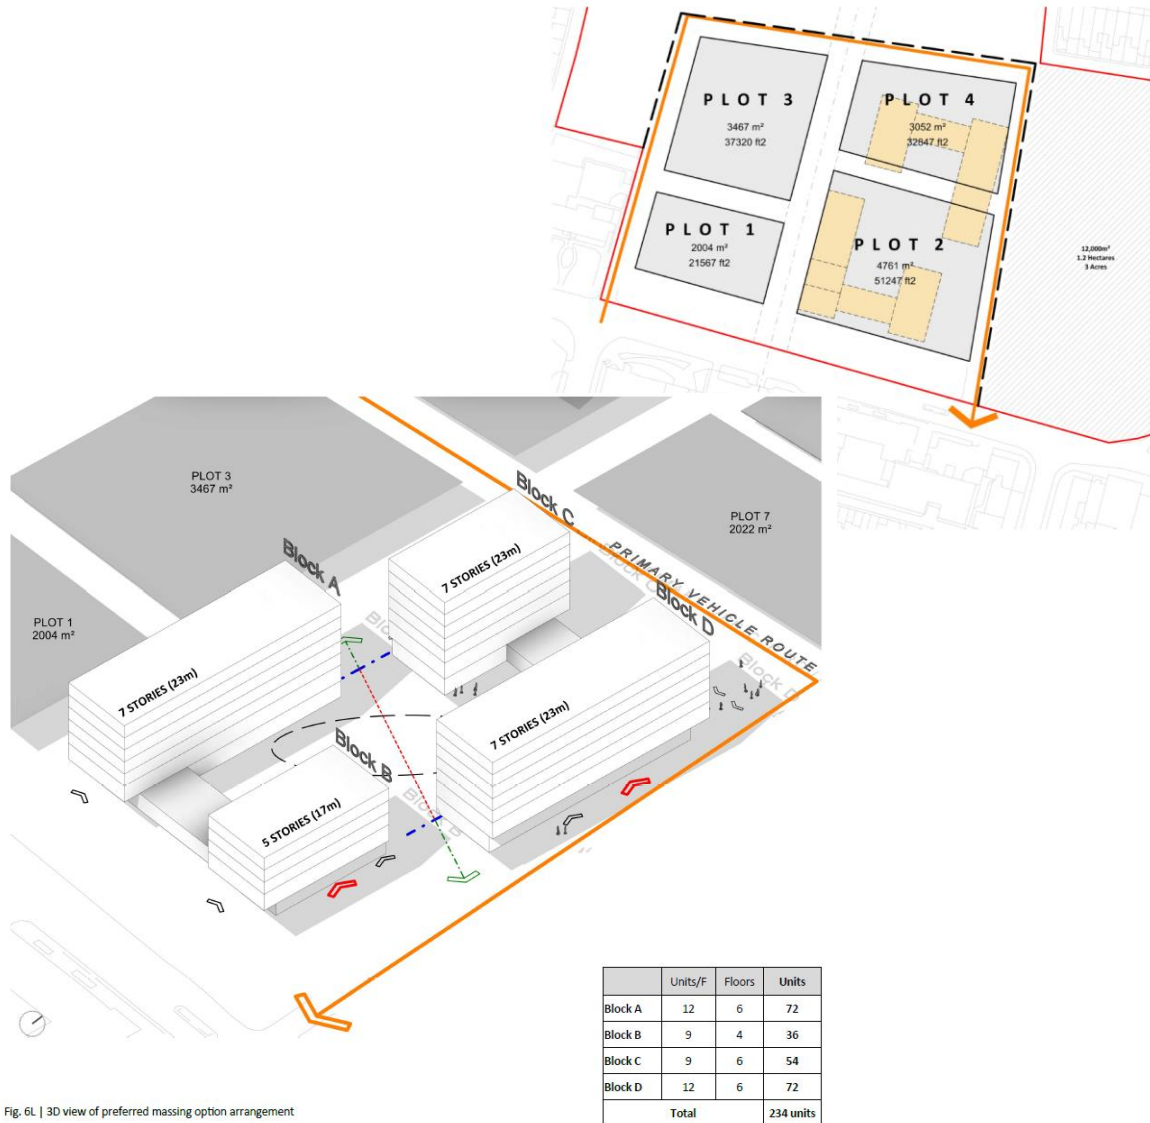 PLOT 3
3467 m²
37320 ft2
PLOT 4
3052 m²
32847 ft2
PLOT 1
2004 m²
21567 ft2
PLOT 2
4761 m²
51247 ft2
12,000m²
1.2 Hectares
3 Acres
PLOT 3
3467 m²
Block C
PLOT 7
2022 m²
Block A
7 STORIES (23m)
PRIMARY VEHICLE ROUTE
Block C
Block D
PLOT 1
2004 m²
Block
7 STORIES (23m)
Block D
7 STORIES (23m)
Block B
Block B
5 STORIES (17m)
Units/F Floors Units
Block A 12 6 72
Block B 9 4 36
Block C 9 6 54
Block D 12 6 72
Total 234 units
Fig. 6L | 3D view of preferred massing option arrangement